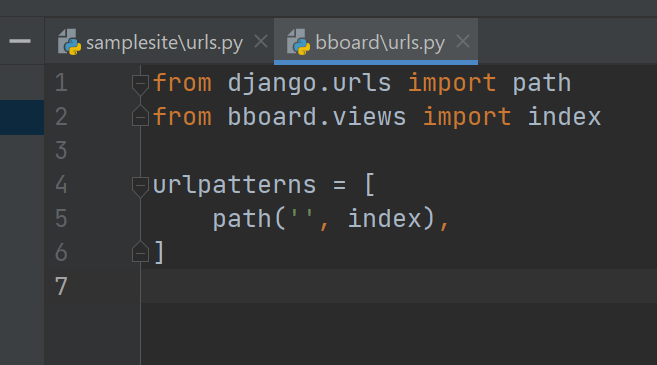 samplesite\urls.py
bboard\urls.py
1 from django.urls import path
2 from bboard.views import index
3
4 urlpatterns = [
5     path('', index),
6 ]
7